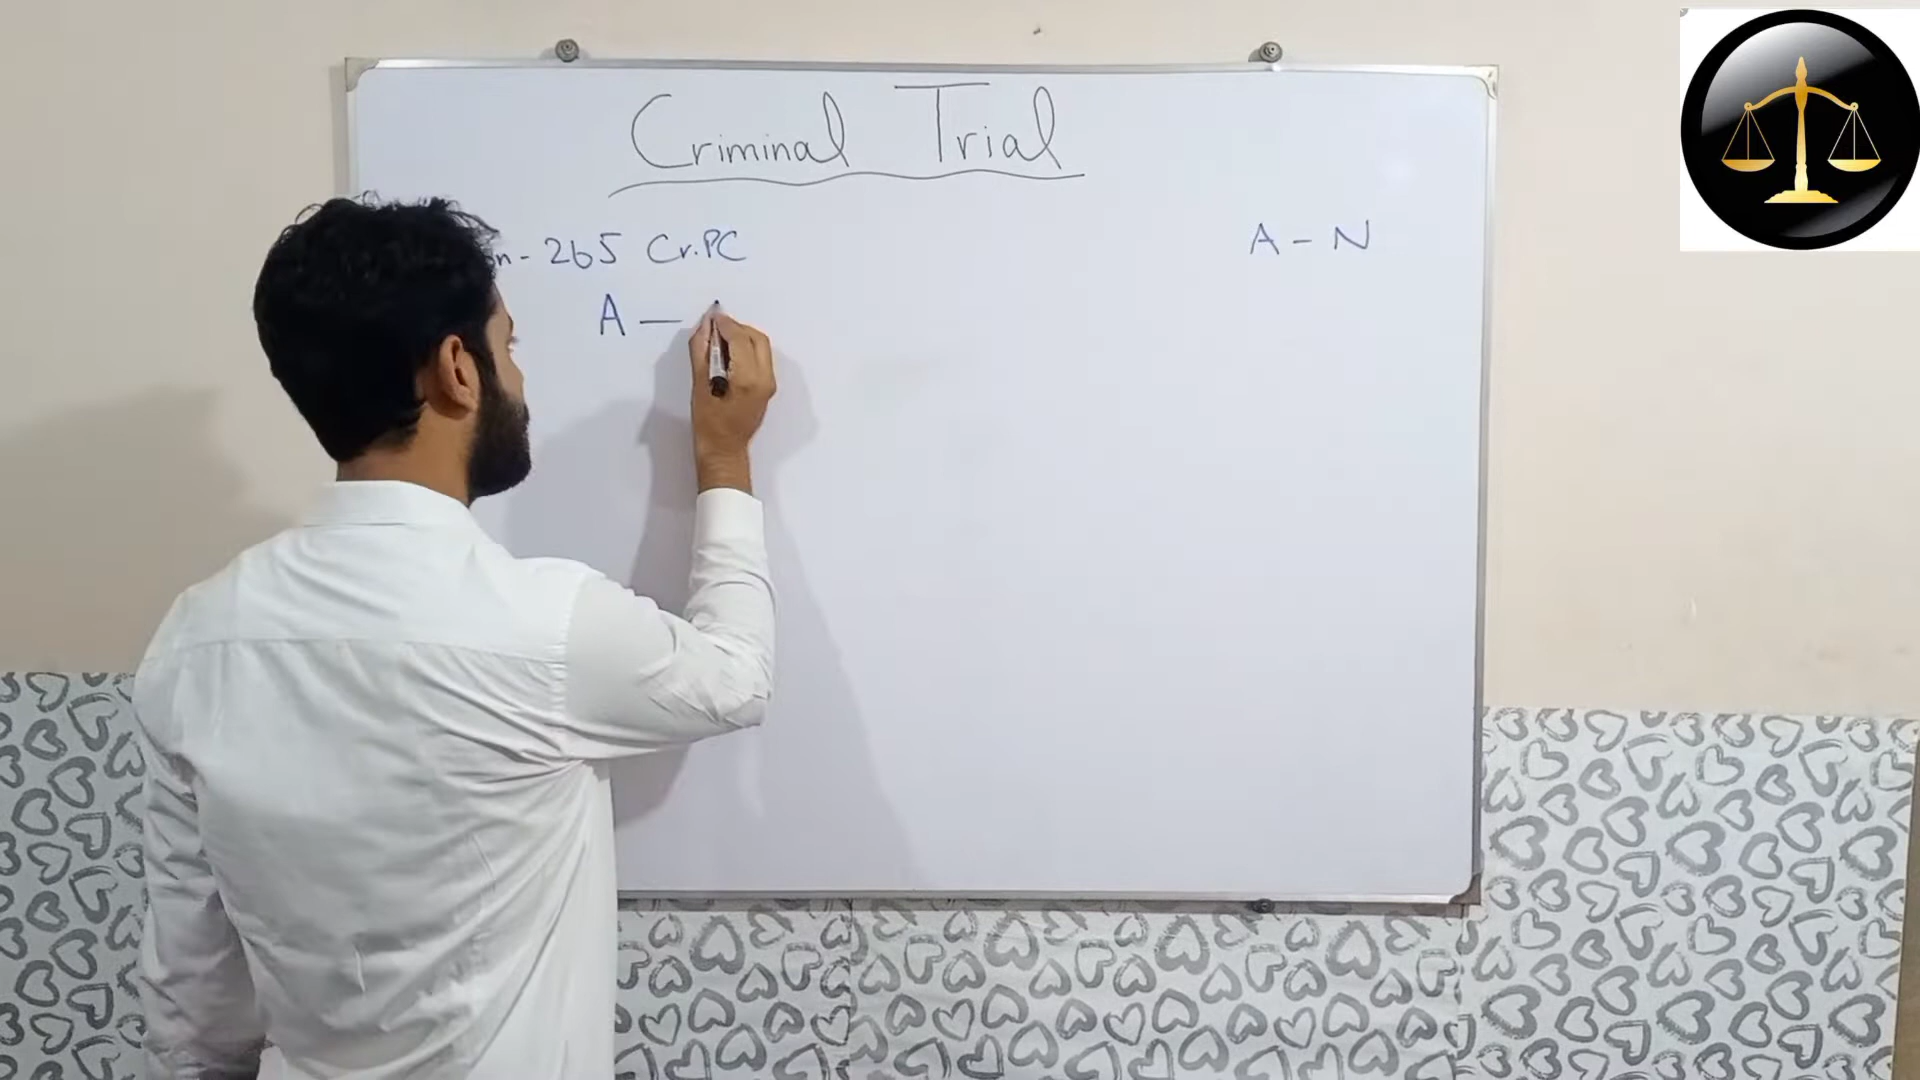 Criminal Trial
- 265 Cr.PC
A - N
A —